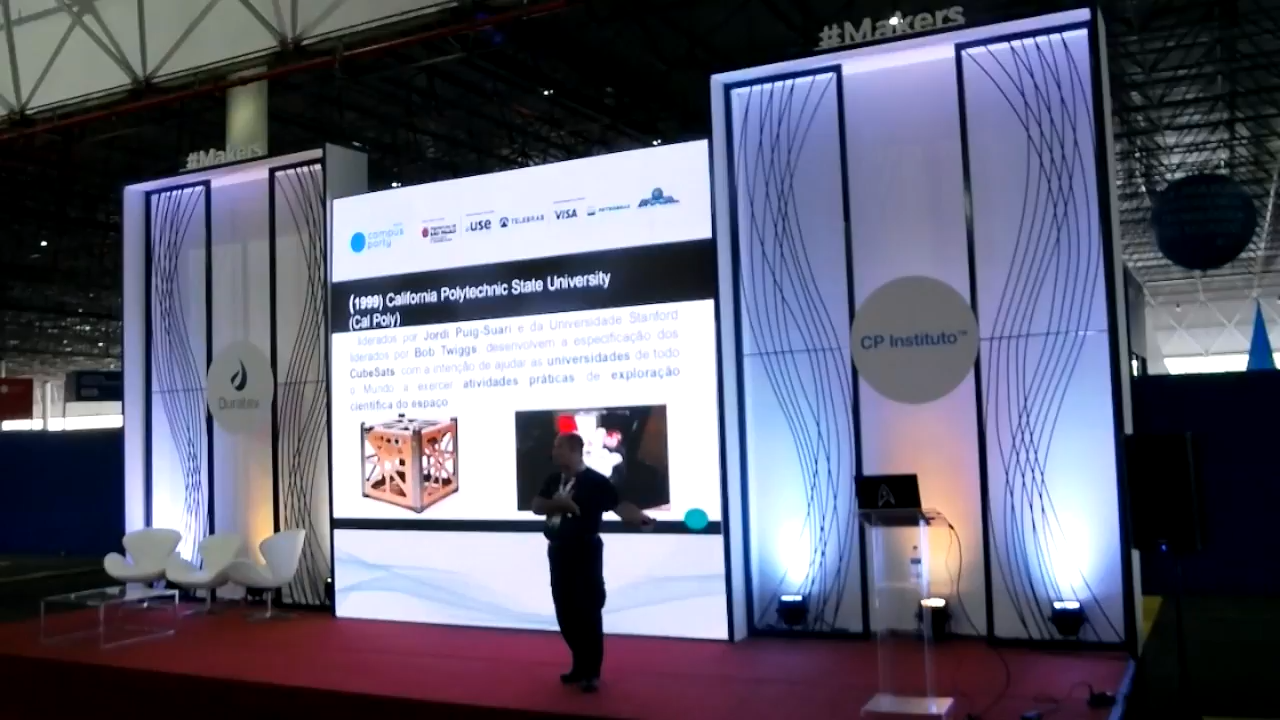 #Makers
#Makers
campus
party
.use
TELEBRAS
VISA
PETROBRAS
(1999) California Polytechnic State University
(Cal Poly)
liderados por Jordi Puig-Suari e da Universidade Stanford
liderados por Bob Twiggs, desenvolvem a especificação dos
CubeSats com a intenção de ajudar as universidades de todo
o Mundo a exercer atividades práticas de exploração
científica do espaço
Duratex
CP Instituto